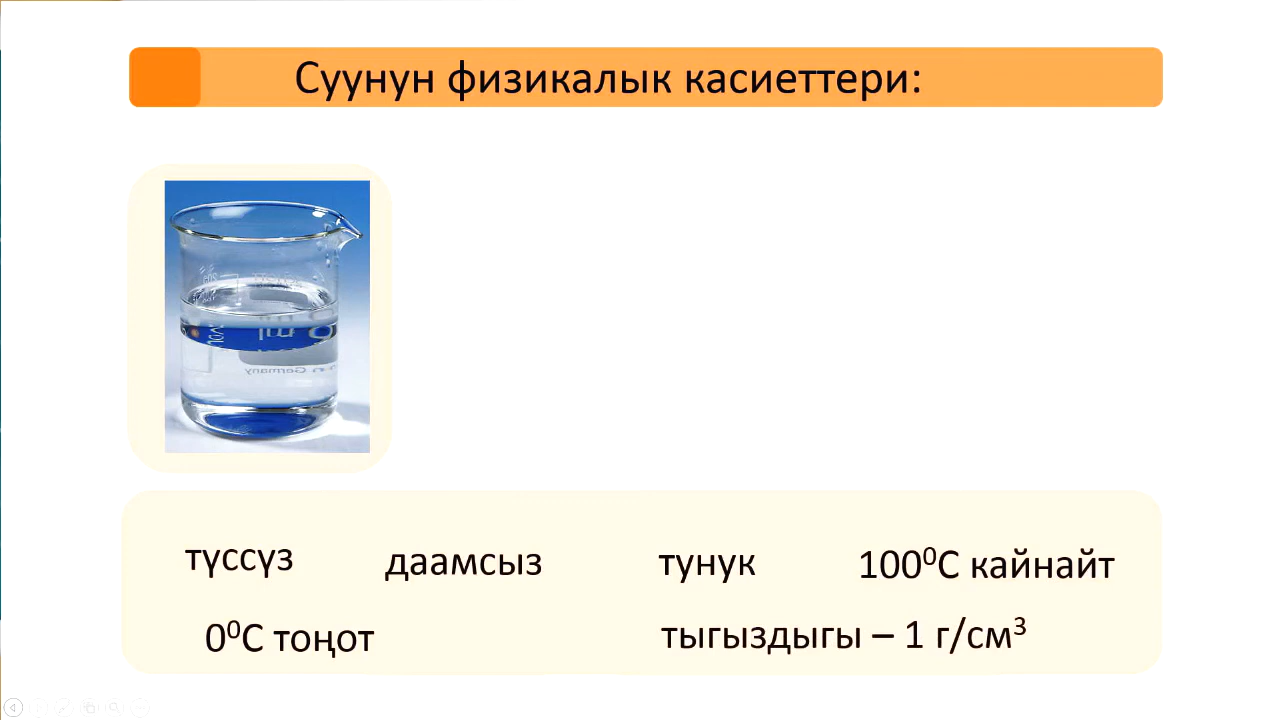 Суунун физикалык касиеттери:
түссүз даамсыз тунук 100⁰С кайнайт
0⁰С тоңот тыгыздыгы – 1 г/см³